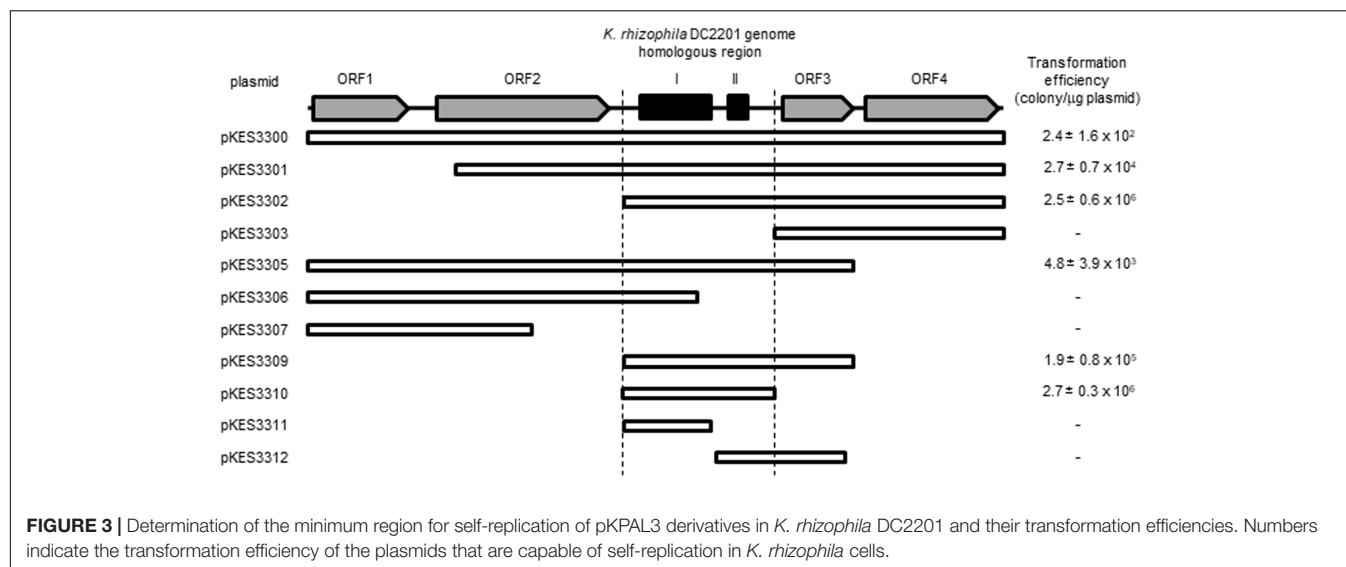 K. rhizophila DC2201 genome
homologous region
plasmid ORF1 ORF2 I II ORF3 ORF4 Transformation
efficiency
(colony/μg plasmid)
pKES3300 2.4 ± 1.6 x 10²
pKES3301 2.7 ± 0.7 x 10⁴
pKES3302 2.5 ± 0.6 x 10⁶
pKES3303 -
pKES3305 4.8 ± 3.9 x 10³
pKES3306 -
pKES3307 -
pKES3309 1.9 ± 0.8 x 10⁵
pKES3310 2.7 ± 0.3 x 10⁶
pKES3311 -
pKES3312 -
FIGURE 3 | Determination of the minimum region for self-replication of pKPAL3 derivatives in K. rhizophila DC2201 and their transformation efficiencies. Numbers
indicate the transformation efficiency of the plasmids that are capable of self-replication in K. rhizophila cells.